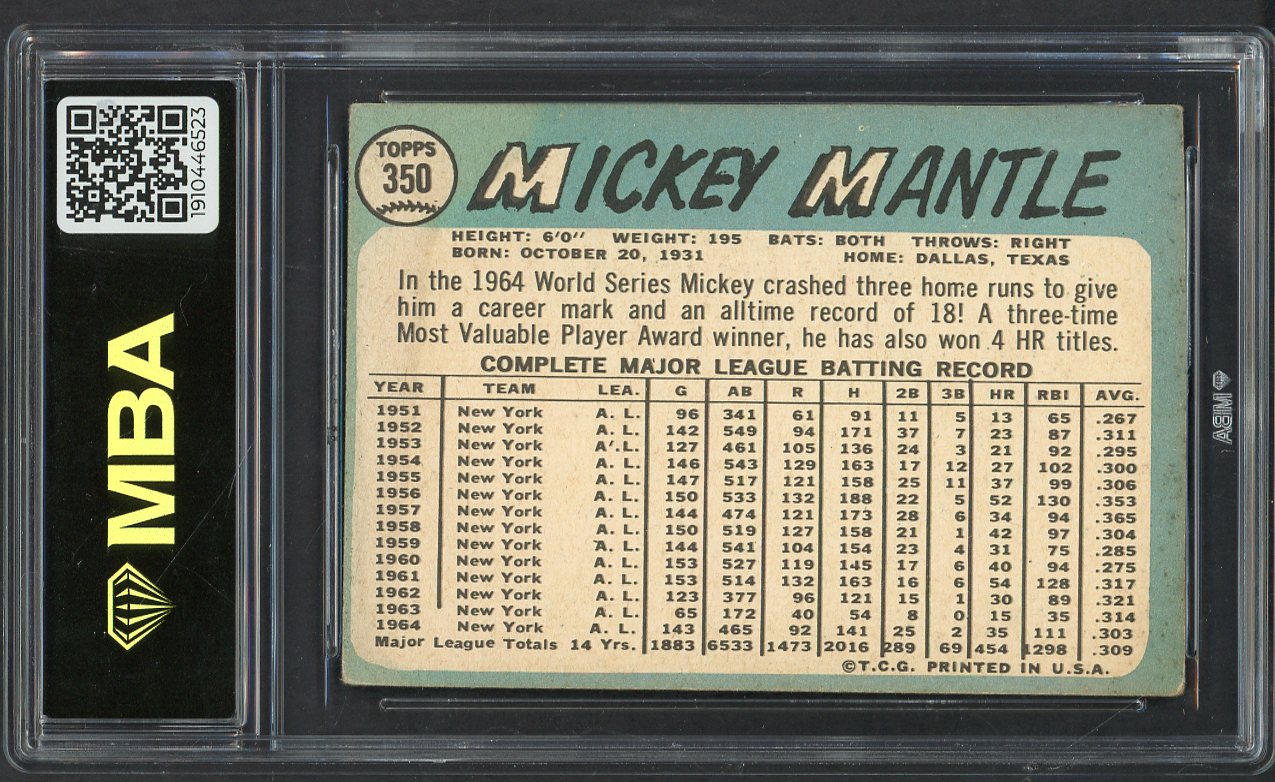 1910446523
MBA
TOPPS
350
MICKEY MANTLE
HEIGHT: 6'0" WEIGHT: 195 BATS: BOTH THROWS: RIGHT
BORN: OCTOBER 20, 1931 HOME: DALLAS, TEXAS
In the 1964 World Series Mickey crashed three home runs to give
him a career mark and an alltime record of 18! A three-time
Most Valuable Player Award winner, he has also won 4 HR titles.
COMPLETE MAJOR LEAGUE BATTING RECORD
YEAR TEAM LEA. G AB R H 2B 3B HR RBI AVG.
1951 New York A. L. 96 341 61 91 11 5 13 65 .267
1952 New York A. L. 142 549 94 171 37 7 23 87 .311
1953 New York A. L. 127 461 105 136 24 3 21 92 .295
1954 New York A. L. 146 543 129 163 17 12 27 102 .300
1955 New York A. L. 147 517 121 158 25 11 37 99 .306
1956 New York A. L. 150 533 132 188 22 5 52 130 .353
1957 New York A. L. 144 474 121 173 28 6 34 94 .365
1958 New York A. L. 150 519 127 158 21 1 42 97 .304
1959 New York A. L. 144 541 104 154 23 4 31 75 .285
1960 New York A. L. 153 527 119 145 17 6 40 94 .275
1961 New York A. L. 153 514 132 163 16 6 54 128 .317
1962 New York A. L. 123 377 96 121 15 1 30 89 .321
1963 New York A. L. 65 172 40 54 8 0 15 35 .314
1964 New York A. L. 143 465 92 141 25 2 35 111 .303
Major League Totals 14 Yrs. 1883 6533 1473 2016 289 69 454 1298 .309
©T.C.G. PRINTED IN U.S.A.
MBA